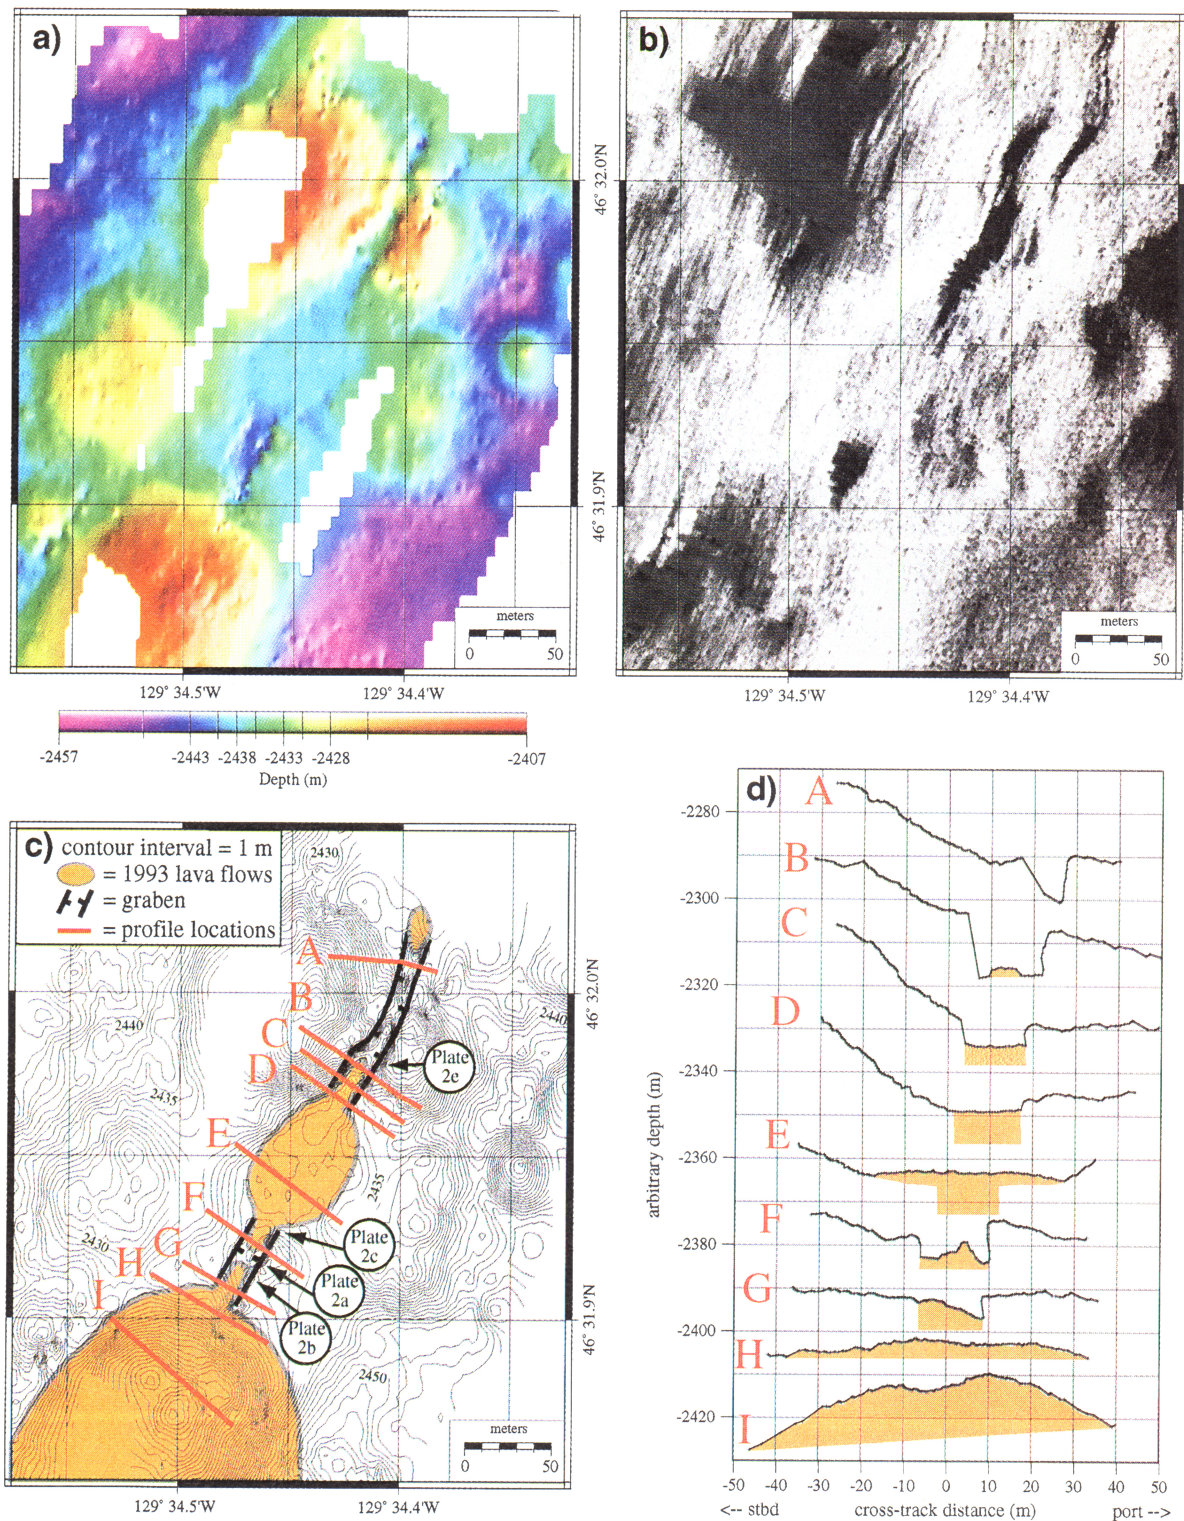 a)
b)
46° 32.0'N
46° 31.9'N
meters
0 50
meters
0 50
129° 34.5'W
129° 34.4'W
129° 34.5'W
129° 34.4'W
-2457 -2443 -2438 -2433 -2428 -2407
Depth (m)
c)
contour interval = 1 m
= 1993 lava flows
= graben
= profile locations
2430
2440
2440
2435
2435
2430
2450
A
B
C
D
E
F
G
H
I
Plate
2e
Plate
2c
Plate
2a
Plate
2b
46° 32.0'N
46° 31.9'N
meters
0 50
129° 34.5'W
129° 34.4'W
d)
A
B
C
D
E
F
G
H
I
-2280
-2300
-2320
-2340
-2360
-2380
-2400
-2420
arbitrary depth (m)
-50 -40 -30 -20 -10 0 10 20 30 40 50
<-- stbd cross-track distance (m) port -->